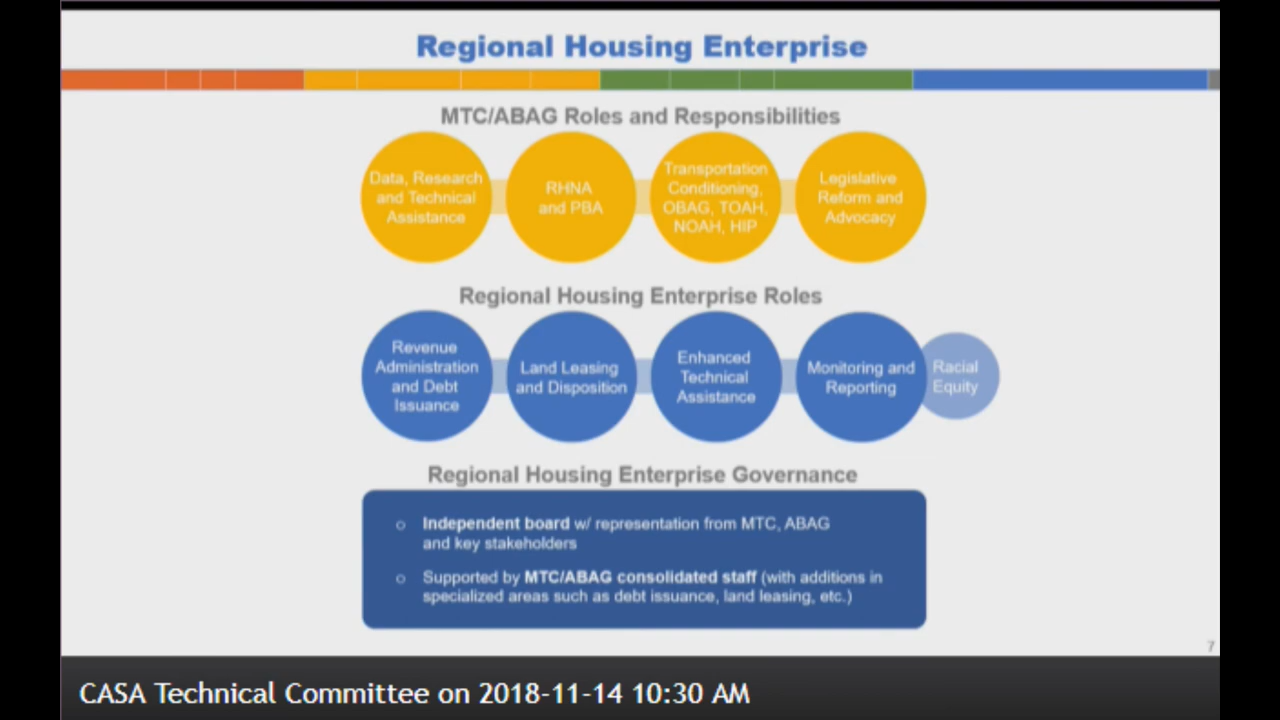 Regional Housing Enterprise
MTC/ABAG Roles and Responsibilities
Data, Research
and Technical
Assistance
RHNA
and PBA
Transportation
Conditioning,
OBAG, TOAH,
NOAH, HIP
Legislative
Reform and
Advocacy
Regional Housing Enterprise Roles
Revenue
Administration
and Debt
Issuance
Land Leasing
and Disposition
Enhanced
Technical
Assistance
Monitoring and
Reporting
Racial
Equity
Regional Housing Enterprise Governance
○ Independent board w/ representation from MTC, ABAG
and key stakeholders
○ Supported by MTC/ABAG consolidated staff (with additions in
specialized areas such as debt issuance, land leasing, etc.)
7
CASA Technical Committee on 2018-11-14 10:30 AM